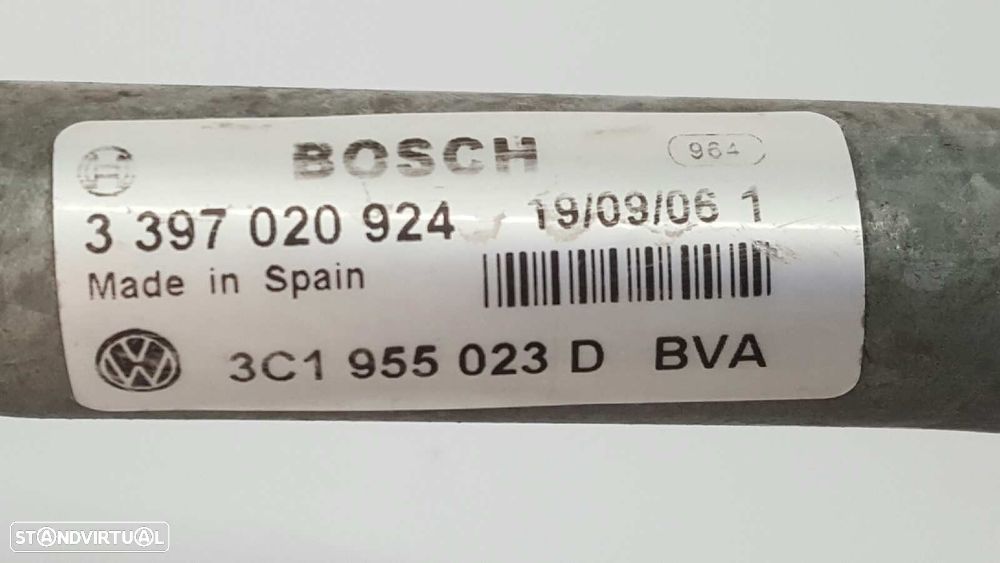 BOSCH 964
3 397 020 924 19/09/06 1
Made in Spain
3C1 955 023 D BVA
STANDVIRTUAL